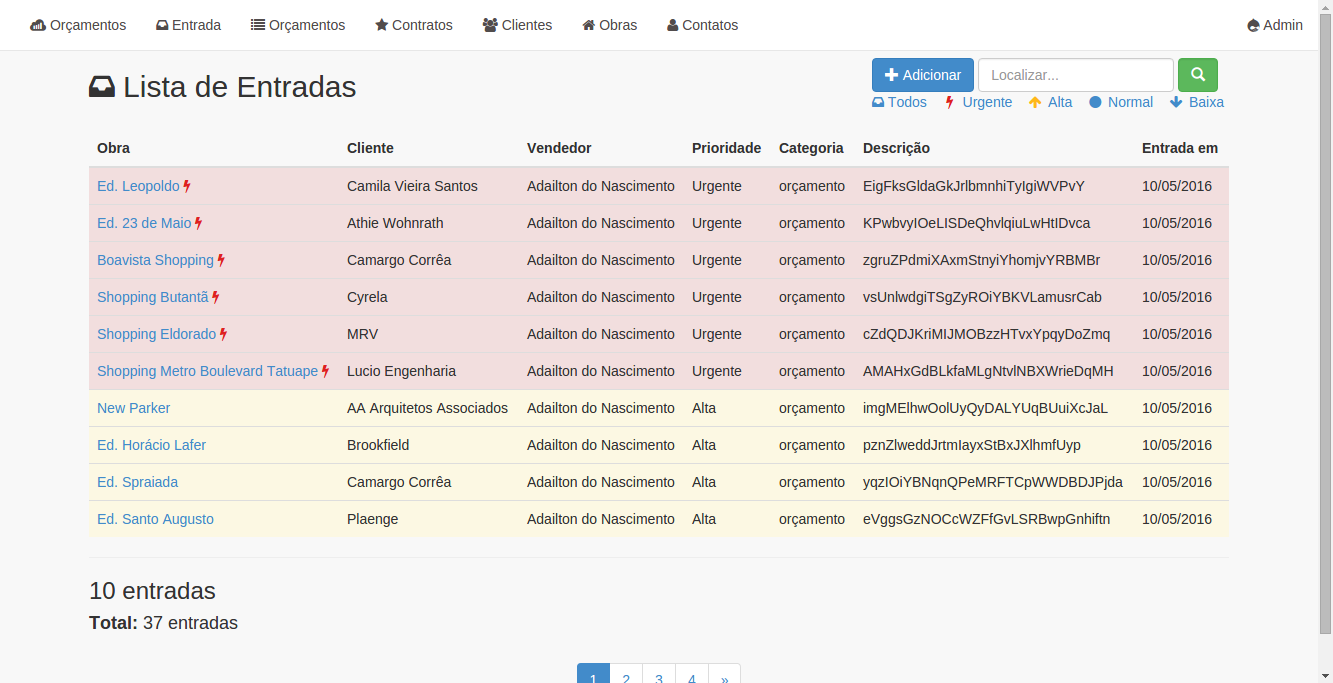 Orçamentos Entrada Orçamentos Contratos Clientes Obras Contatos Admin
Lista de Entradas
Adicionar Localizar...
Todos Urgente Alta Normal Baixa
Obra Cliente Vendedor Prioridade Categoria Descrição Entrada em
Ed. Leopoldo Camila Vieira Santos Adailton do Nascimento Urgente orçamento EigFksGldaGkJrlbmnhiTyIgiWVPvY 10/05/2016
Ed. 23 de Maio Athie Wohnrath Adailton do Nascimento Urgente orçamento KPwbvyIOeLISDeQhvlqiuLwHtIDvca 10/05/2016
Boavista Shopping Camargo Corrêa Adailton do Nascimento Urgente orçamento zgruZPdmiXAxmStnyiYhomjvYRBMBr 10/05/2016
Shopping Butantã Cyrela Adailton do Nascimento Urgente orçamento vsUnlwdgiTSgZyROiYBKVLamusrCab 10/05/2016
Shopping Eldorado MRV Adailton do Nascimento Urgente orçamento cZdQDJKriMIJMOBzzHTvxYpqyDoZmq 10/05/2016
Shopping Metro Boulevard Tatuape Lucio Engenharia Adailton do Nascimento Urgente orçamento AMAHxGdBLkfaMLgNtvlNBXWrieDqMH 10/05/2016
New Parker AA Arquitetos Associados Adailton do Nascimento Alta orçamento imgMElhwOolUyQyDALYUqBUuiXcJaL 10/05/2016
Ed. Horácio Lafer Brookfield Adailton do Nascimento Alta orçamento pznZlweddJrtmIayxStBxJXlhmfUyp 10/05/2016
Ed. Spraiada Camargo Corrêa Adailton do Nascimento Alta orçamento yqzIOiYBNqnQPeMRFTCpWWDBDJPjda 10/05/2016
Ed. Santo Augusto Plaenge Adailton do Nascimento Alta orçamento eVggsGzNOCcWZFfGvLSRBwpGnhiftn 10/05/2016
10 entradas
Total: 37 entradas
1 2 3 4 »